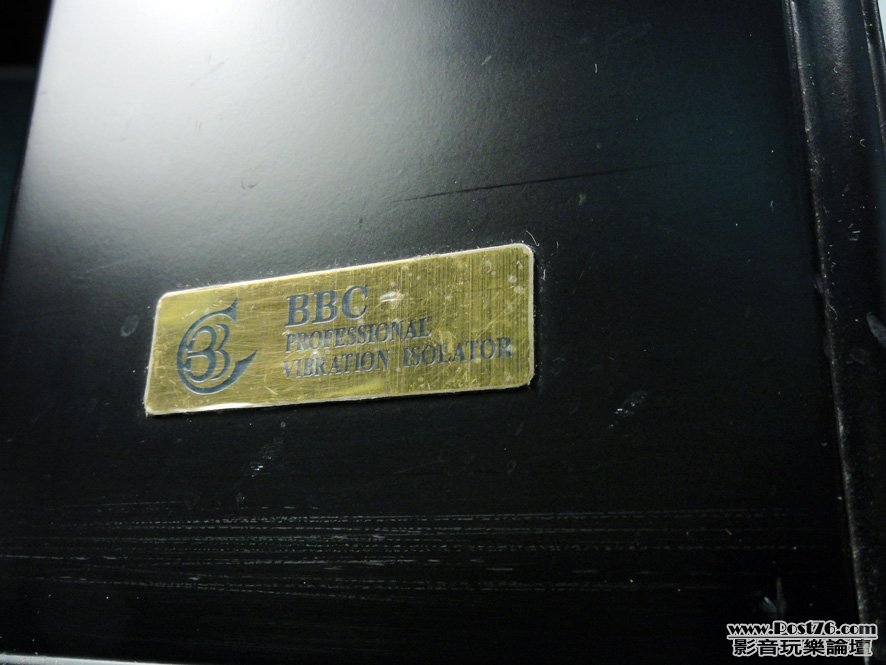 BBC
PROFESSIONAL
VIBRATION ISOLATOR
www.Post76.com
影音玩樂論壇